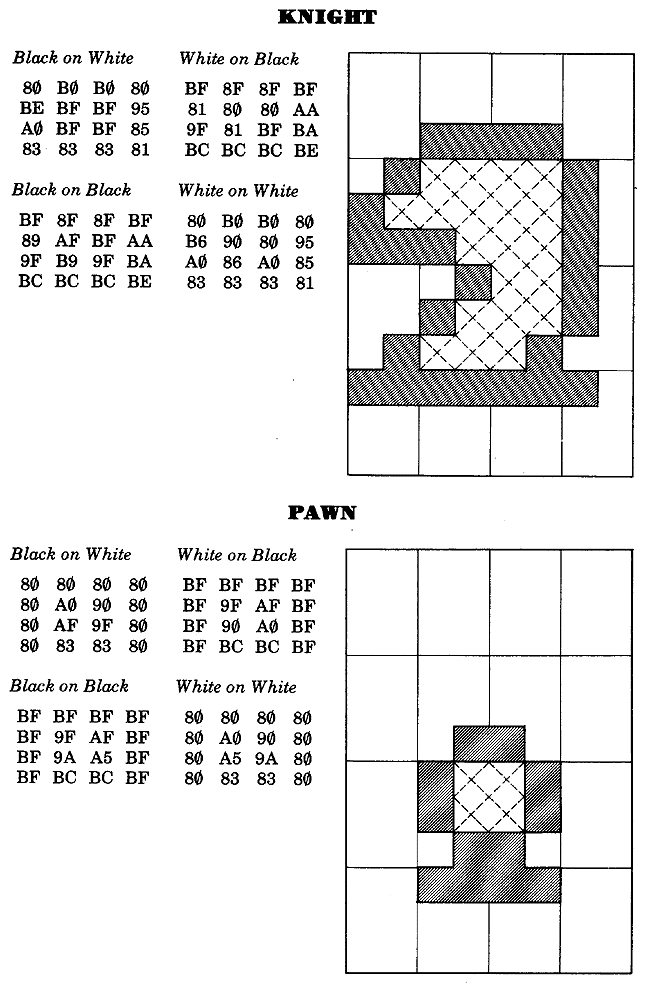 KNIGHT
Black on White White on Black
80 B0 B0 80 BF 8F 8F BF
BE BF BF 95 81 80 80 AA
A0 BF BF 85 9F 81 BF BA
83 83 83 81 BC BC BC BE
Black on Black White on White
BF 8F 8F BF 80 B0 B0 80
89 AF BF AA B6 90 80 95
9F B9 9F BA A0 86 A0 85
BC BC BC BE 83 83 83 81
PAWN
Black on White White on Black
80 80 80 80 BF BF BF BF
80 A0 90 80 BF 9F AF BF
80 AF 9F 80 BF 90 A0 BF
80 83 83 80 BF BC BC BF
Black on Black White on White
BF BF BF BF 80 80 80 80
BF 9F AF BF 80 A0 90 80
BF 9A A5 BF 80 A5 9A 80
BF BC BC BF 80 83 83 80